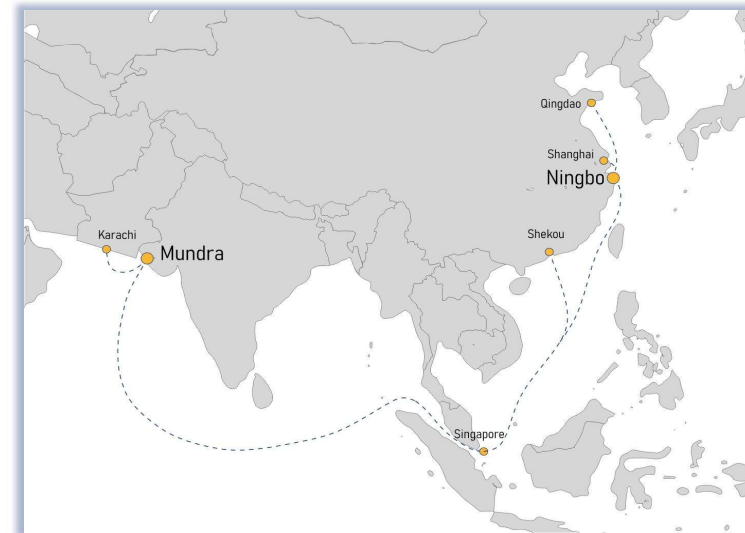 Qingdao
Shanghai
Ningbo
Karachi
Mundra
Shekou
Singapore